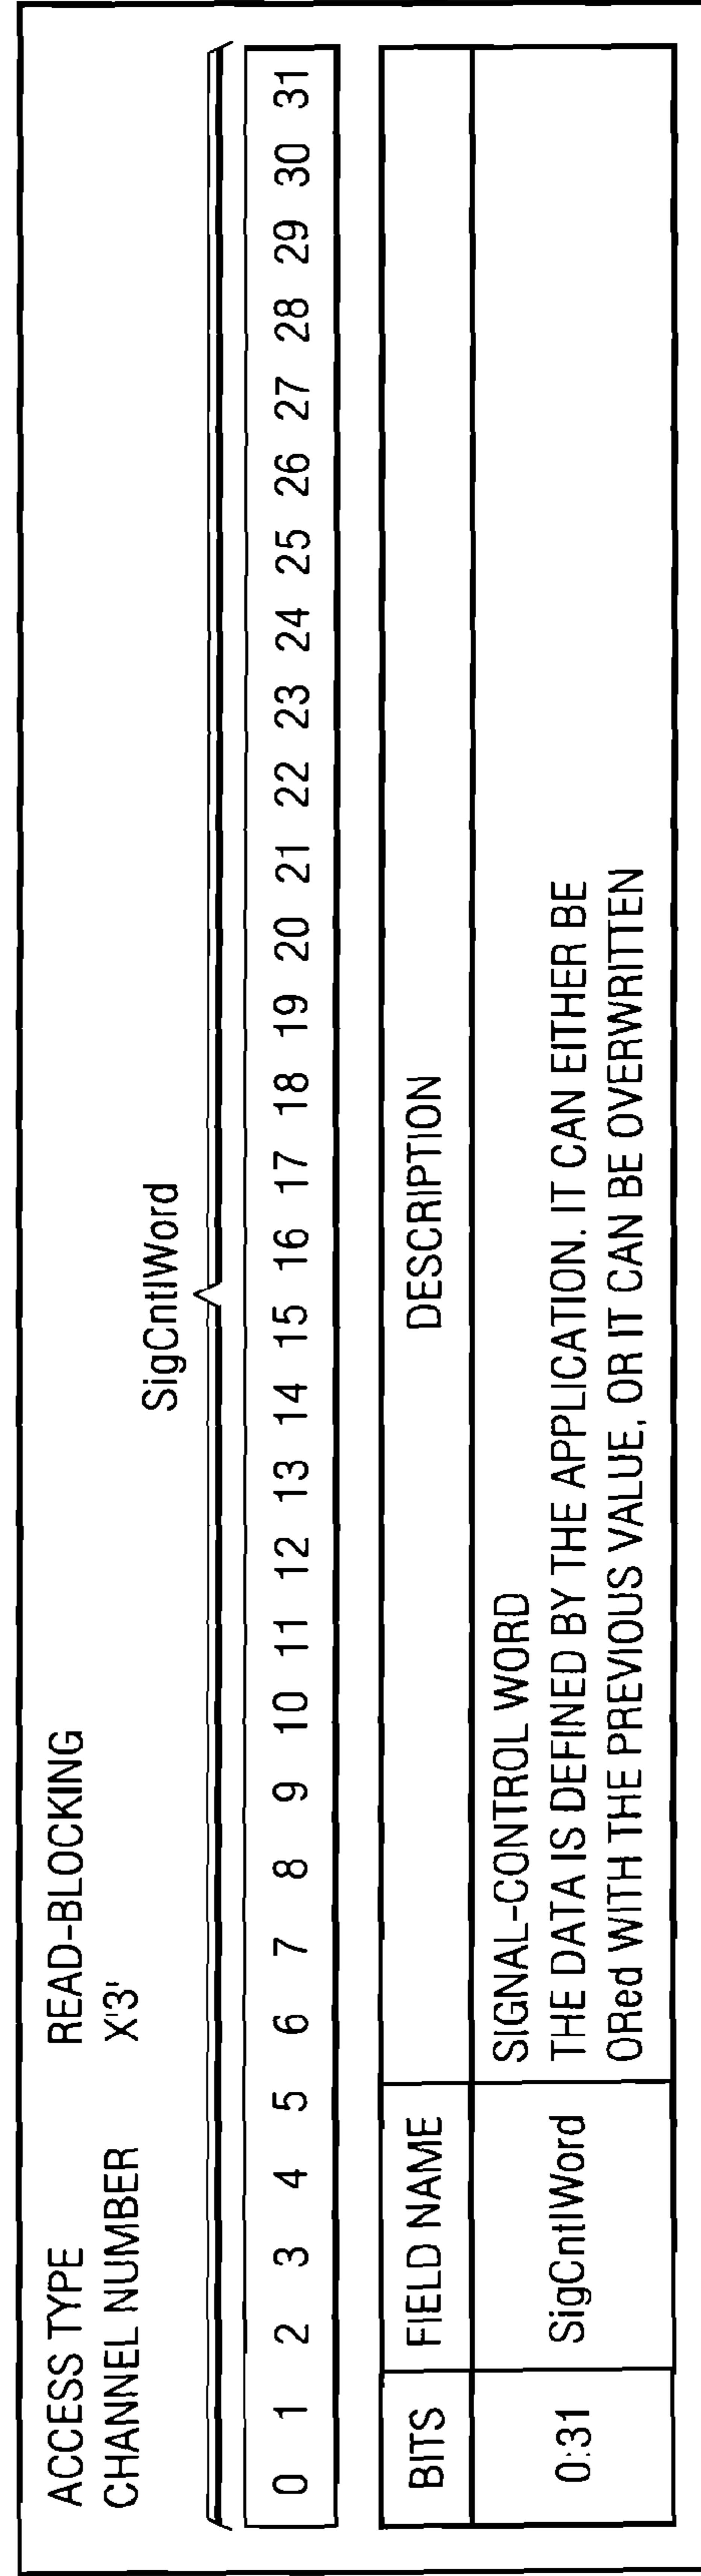 ACCESS TYPE READ-BLOCKING
CHANNEL NUMBER X'3'
SigCntlWord
0 1 2 3 4 5 6 7 8 9 10 11 12 13 14 15 16 17 18 19 20 21 22 23 24 25 26 27 28 29 30 31
BITS FIELD NAME DESCRIPTION
0:31 SigCntlWord SIGNAL-CONTROL WORD
THE DATA IS DEFINED BY THE APPLICATION. IT CAN EITHER BE
ORed WITH THE PREVIOUS VALUE, OR IT CAN BE OVERWRITTEN